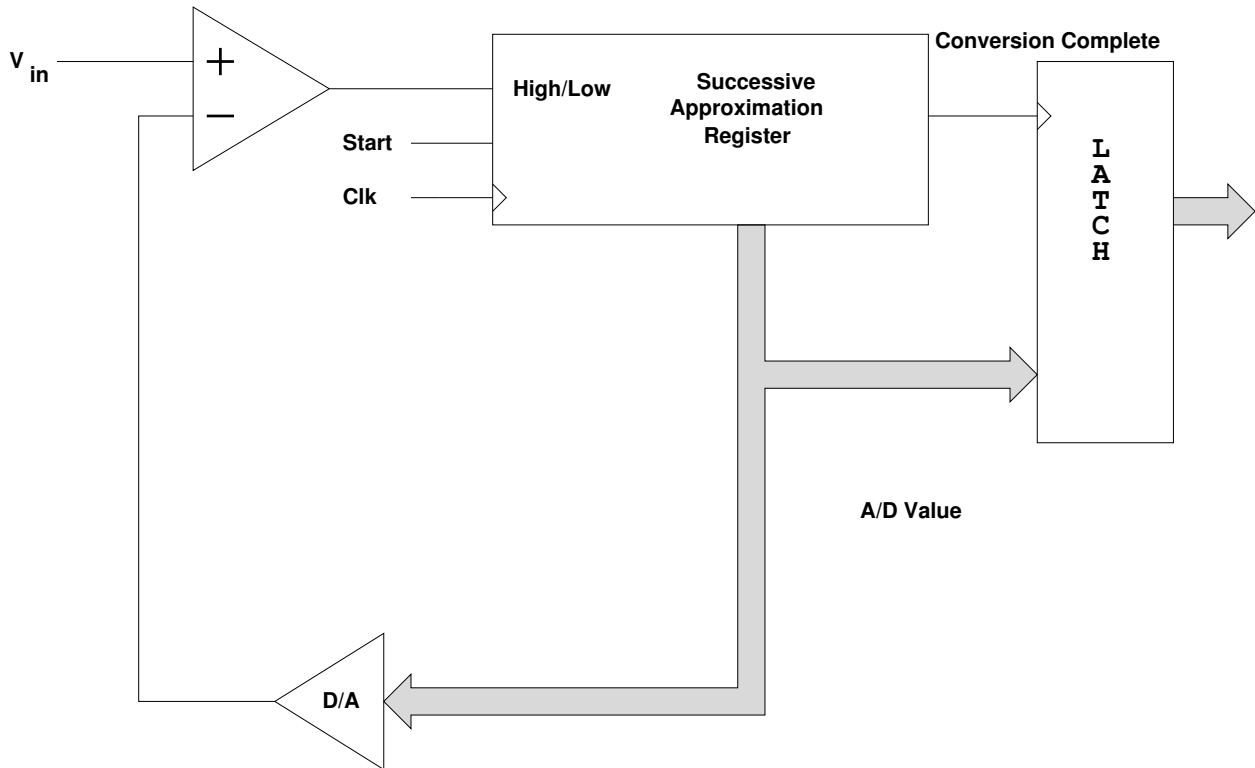 Conversion Complete
V in
+
−
High/Low
Successive
Approximation
Register
Start
Clk
L
A
T
C
H
A/D Value
D/A